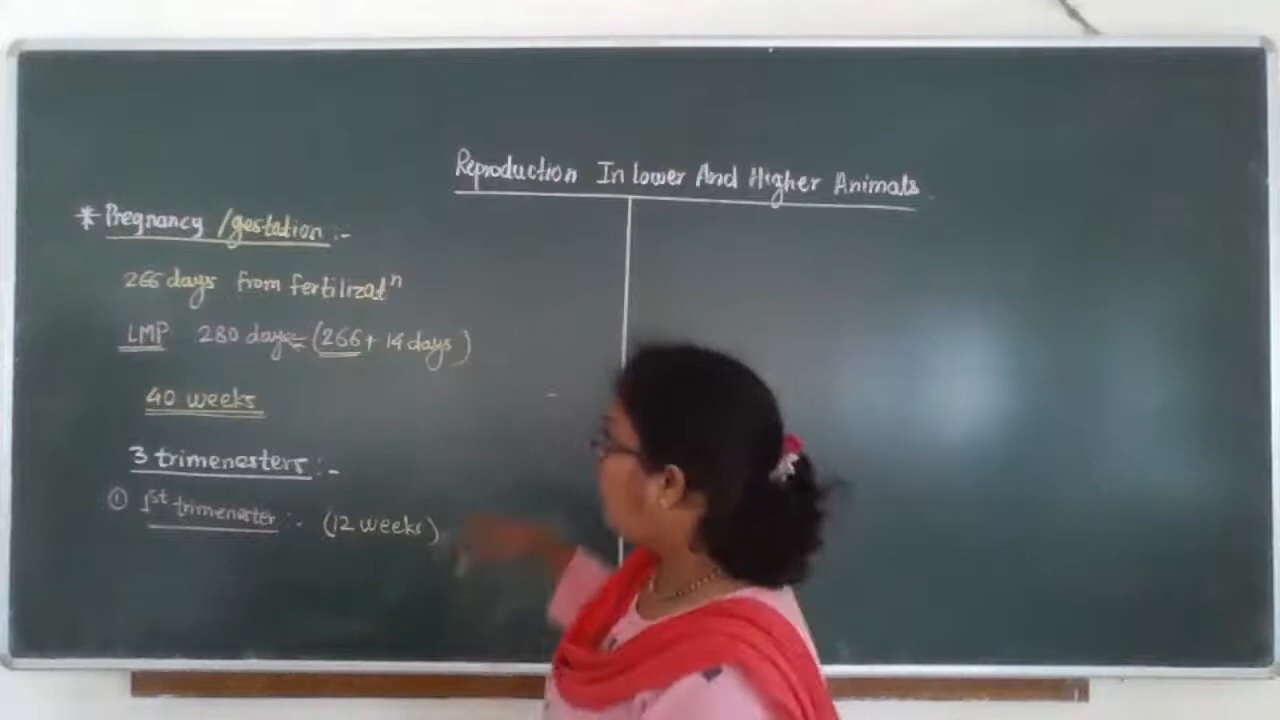 Reproduction In lower And Higher Animals
* Pregnancy /gestation :-
266 days from fertilizatⁿ
LMP 280 days = (266 + 14 days)
40 weeks
3 trimenesters :-
① 1st trimenester :- (12 weeks)